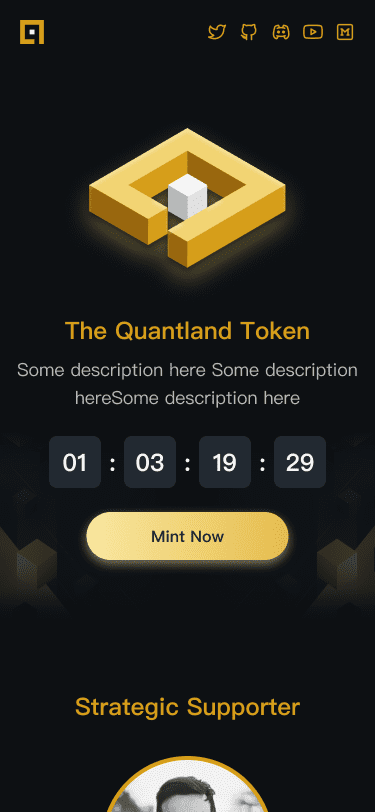 The Quantland Token
Some description here Some description
hereSome description here
01 : 03 : 19 : 29
Mint Now
Strategic Supporter